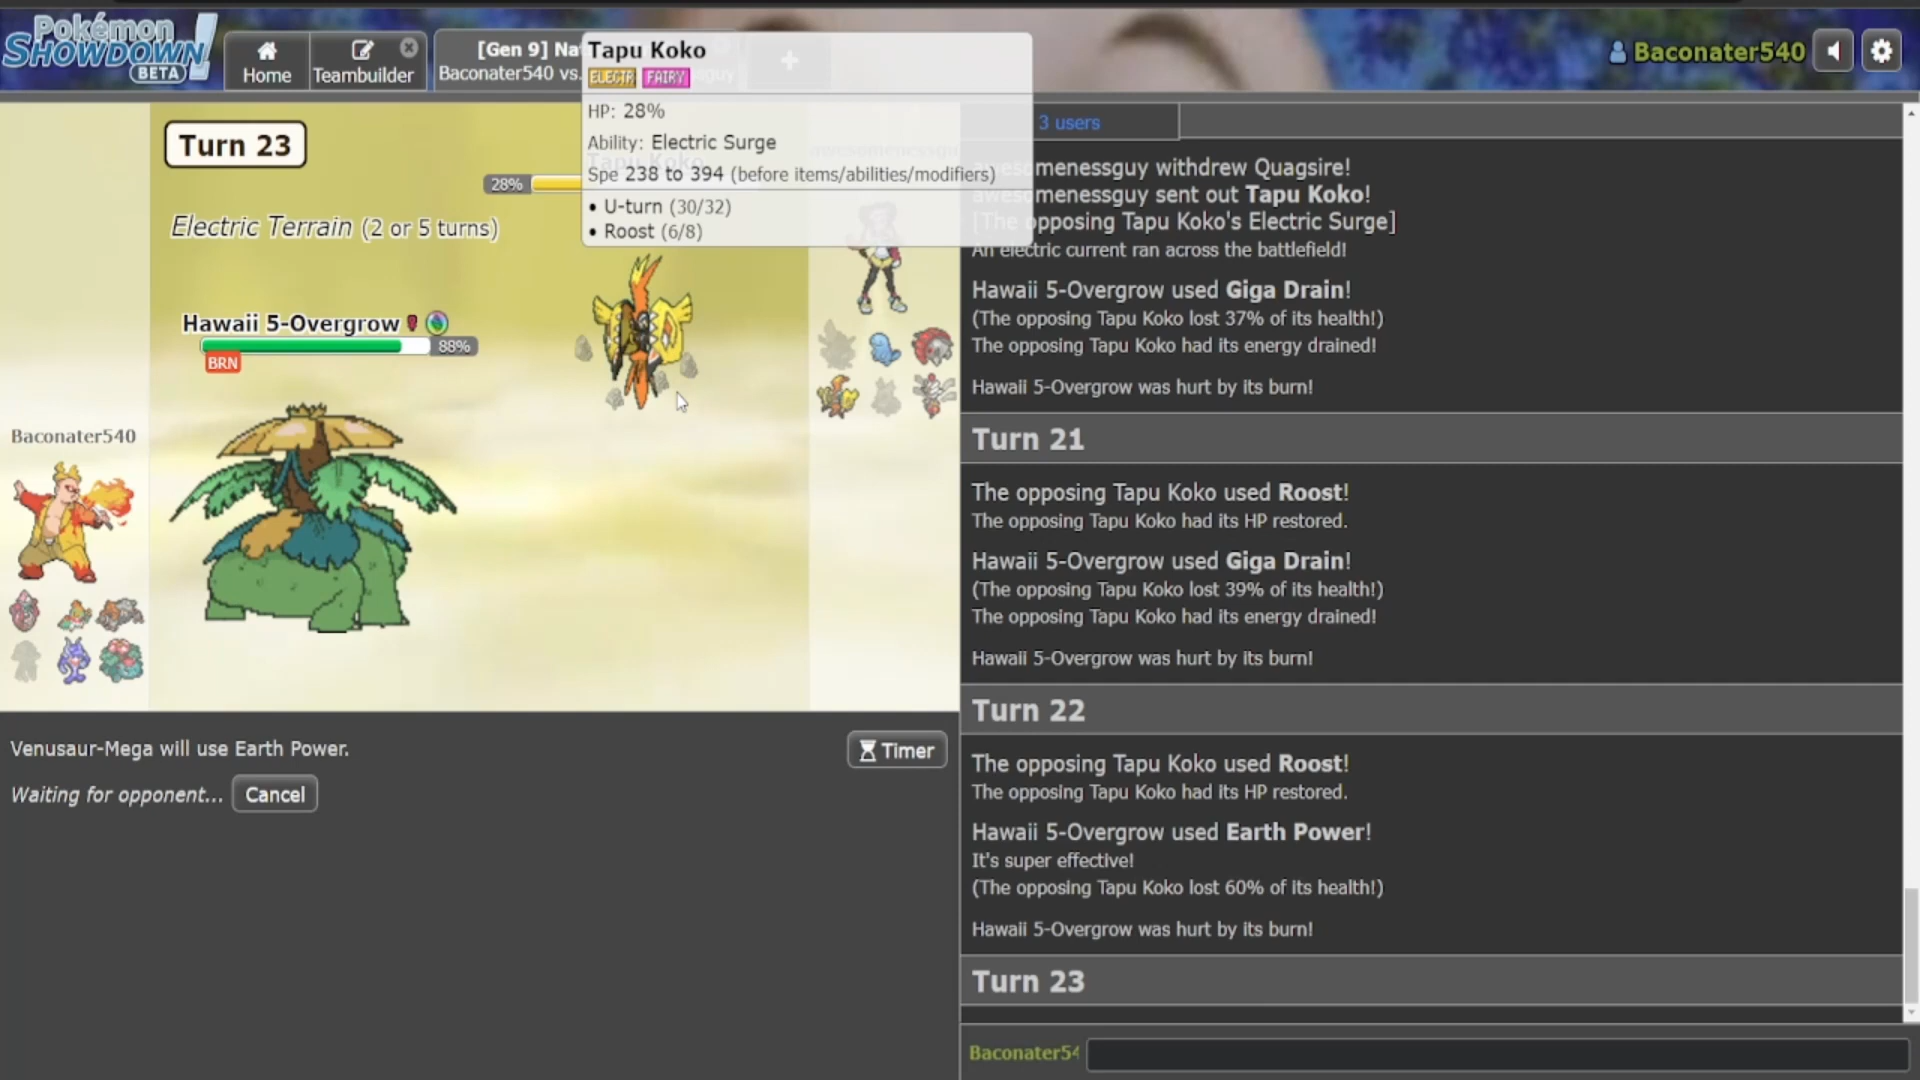 Pokémon
SHOWDOWN!
BETA
Home
Teambuilder
[Gen 9] Na
Baconater540 vs.
Baconater540
Tapu Koko
ELECTR FAIRY
HP: 28%
Ability: Electric Surge
Spe 238 to 394 (before items/abilities/modifiers)
• U-turn (30/32)
• Roost (6/8)
Turn 23
28%
Tapu Koko
Electric Terrain (2 or 5 turns)
Hawaii 5-Overgrow
88%
BRN
Baconater540
awesomenessguy
Venusaur-Mega will use Earth Power.
Timer
Waiting for opponent...
Cancel
3 users
awesomenessguy withdrew Quagsire!
awesomenessguy sent out Tapu Koko!
[The opposing Tapu Koko's Electric Surge]
An electric current ran across the battlefield!
Hawaii 5-Overgrow used Giga Drain!
(The opposing Tapu Koko lost 37% of its health!)
The opposing Tapu Koko had its energy drained!
Hawaii 5-Overgrow was hurt by its burn!
Turn 21
The opposing Tapu Koko used Roost!
The opposing Tapu Koko had its HP restored.
Hawaii 5-Overgrow used Giga Drain!
(The opposing Tapu Koko lost 39% of its health!)
The opposing Tapu Koko had its energy drained!
Hawaii 5-Overgrow was hurt by its burn!
Turn 22
The opposing Tapu Koko used Roost!
The opposing Tapu Koko had its HP restored.
Hawaii 5-Overgrow used Earth Power!
It's super effective!
(The opposing Tapu Koko lost 60% of its health!)
Hawaii 5-Overgrow was hurt by its burn!
Turn 23
Baconater54